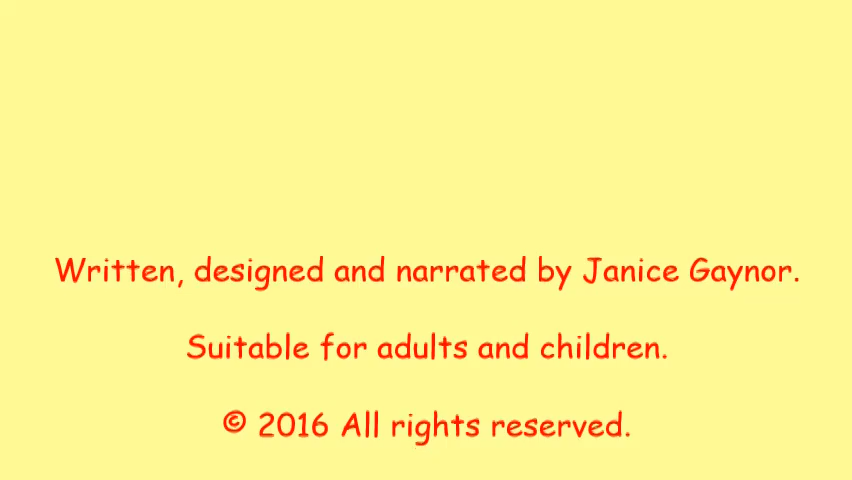 Written, designed and narrated by Janice Gaynor.
Suitable for adults and children.
© 2016 All rights reserved.